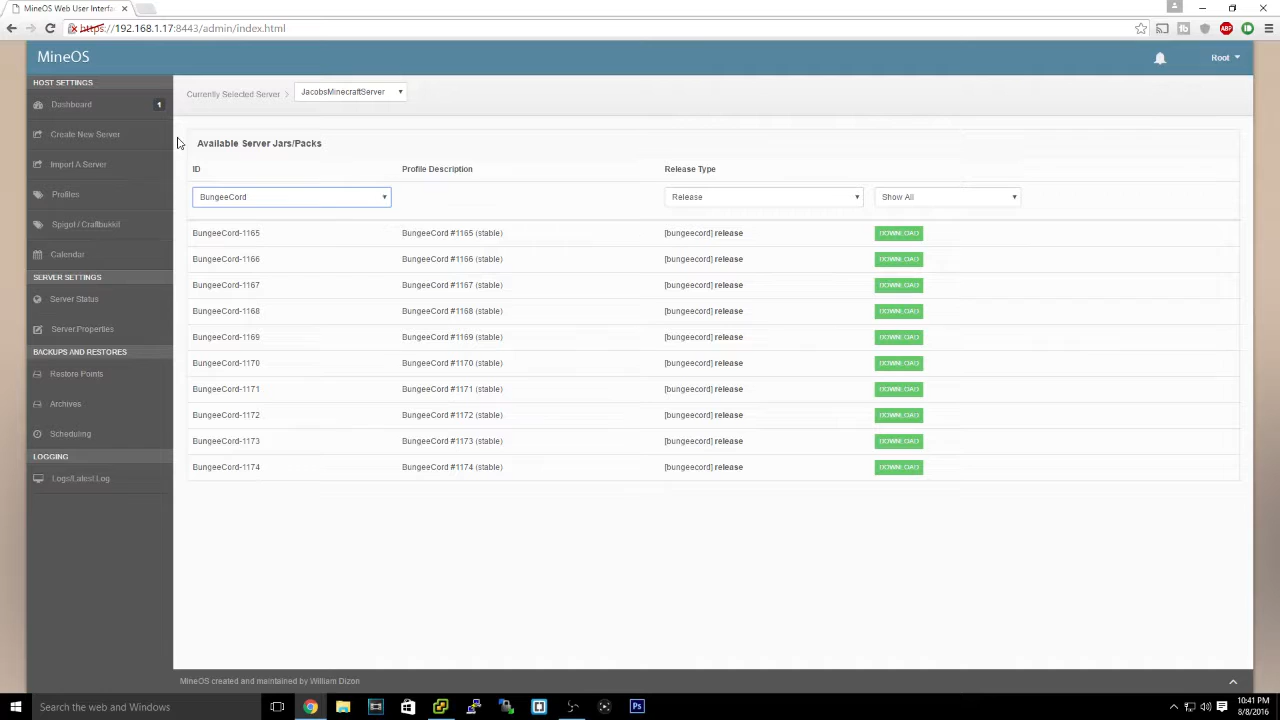 MineOS Web User Interfa
https://192.168.1.17:8443/admin/index.html
MineOS
Root
HOST SETTINGS
Dashboard 1
Create New Server
Import A Server
Profiles
Spigot / Craftbukkit
Calendar
SERVER SETTINGS
Server Status
Server.Properties
BACKUPS AND RESTORES
Restore Points
Archives
Scheduling
LOGGING
Logs/Latest.Log
Currently Selected Server > JacobsMinecraftServer
Available Server Jars/Packs
ID Profile Description Release Type
BungeeCord Release Show All
BungeeCord-1165 BungeeCord #1165 (stable) [bungeecord] release DOWNLOAD
BungeeCord-1166 BungeeCord #1166 (stable) [bungeecord] release DOWNLOAD
BungeeCord-1167 BungeeCord #1167 (stable) [bungeecord] release DOWNLOAD
BungeeCord-1168 BungeeCord #1168 (stable) [bungeecord] release DOWNLOAD
BungeeCord-1169 BungeeCord #1169 (stable) [bungeecord] release DOWNLOAD
BungeeCord-1170 BungeeCord #1170 (stable) [bungeecord] release DOWNLOAD
BungeeCord-1171 BungeeCord #1171 (stable) [bungeecord] release DOWNLOAD
BungeeCord-1172 BungeeCord #1172 (stable) [bungeecord] release DOWNLOAD
BungeeCord-1173 BungeeCord #1173 (stable) [bungeecord] release DOWNLOAD
BungeeCord-1174 BungeeCord #1174 (stable) [bungeecord] release DOWNLOAD
MineOS created and maintained by William Dizon
Search the web and Windows
Ps
10:41 PM
8/8/2016